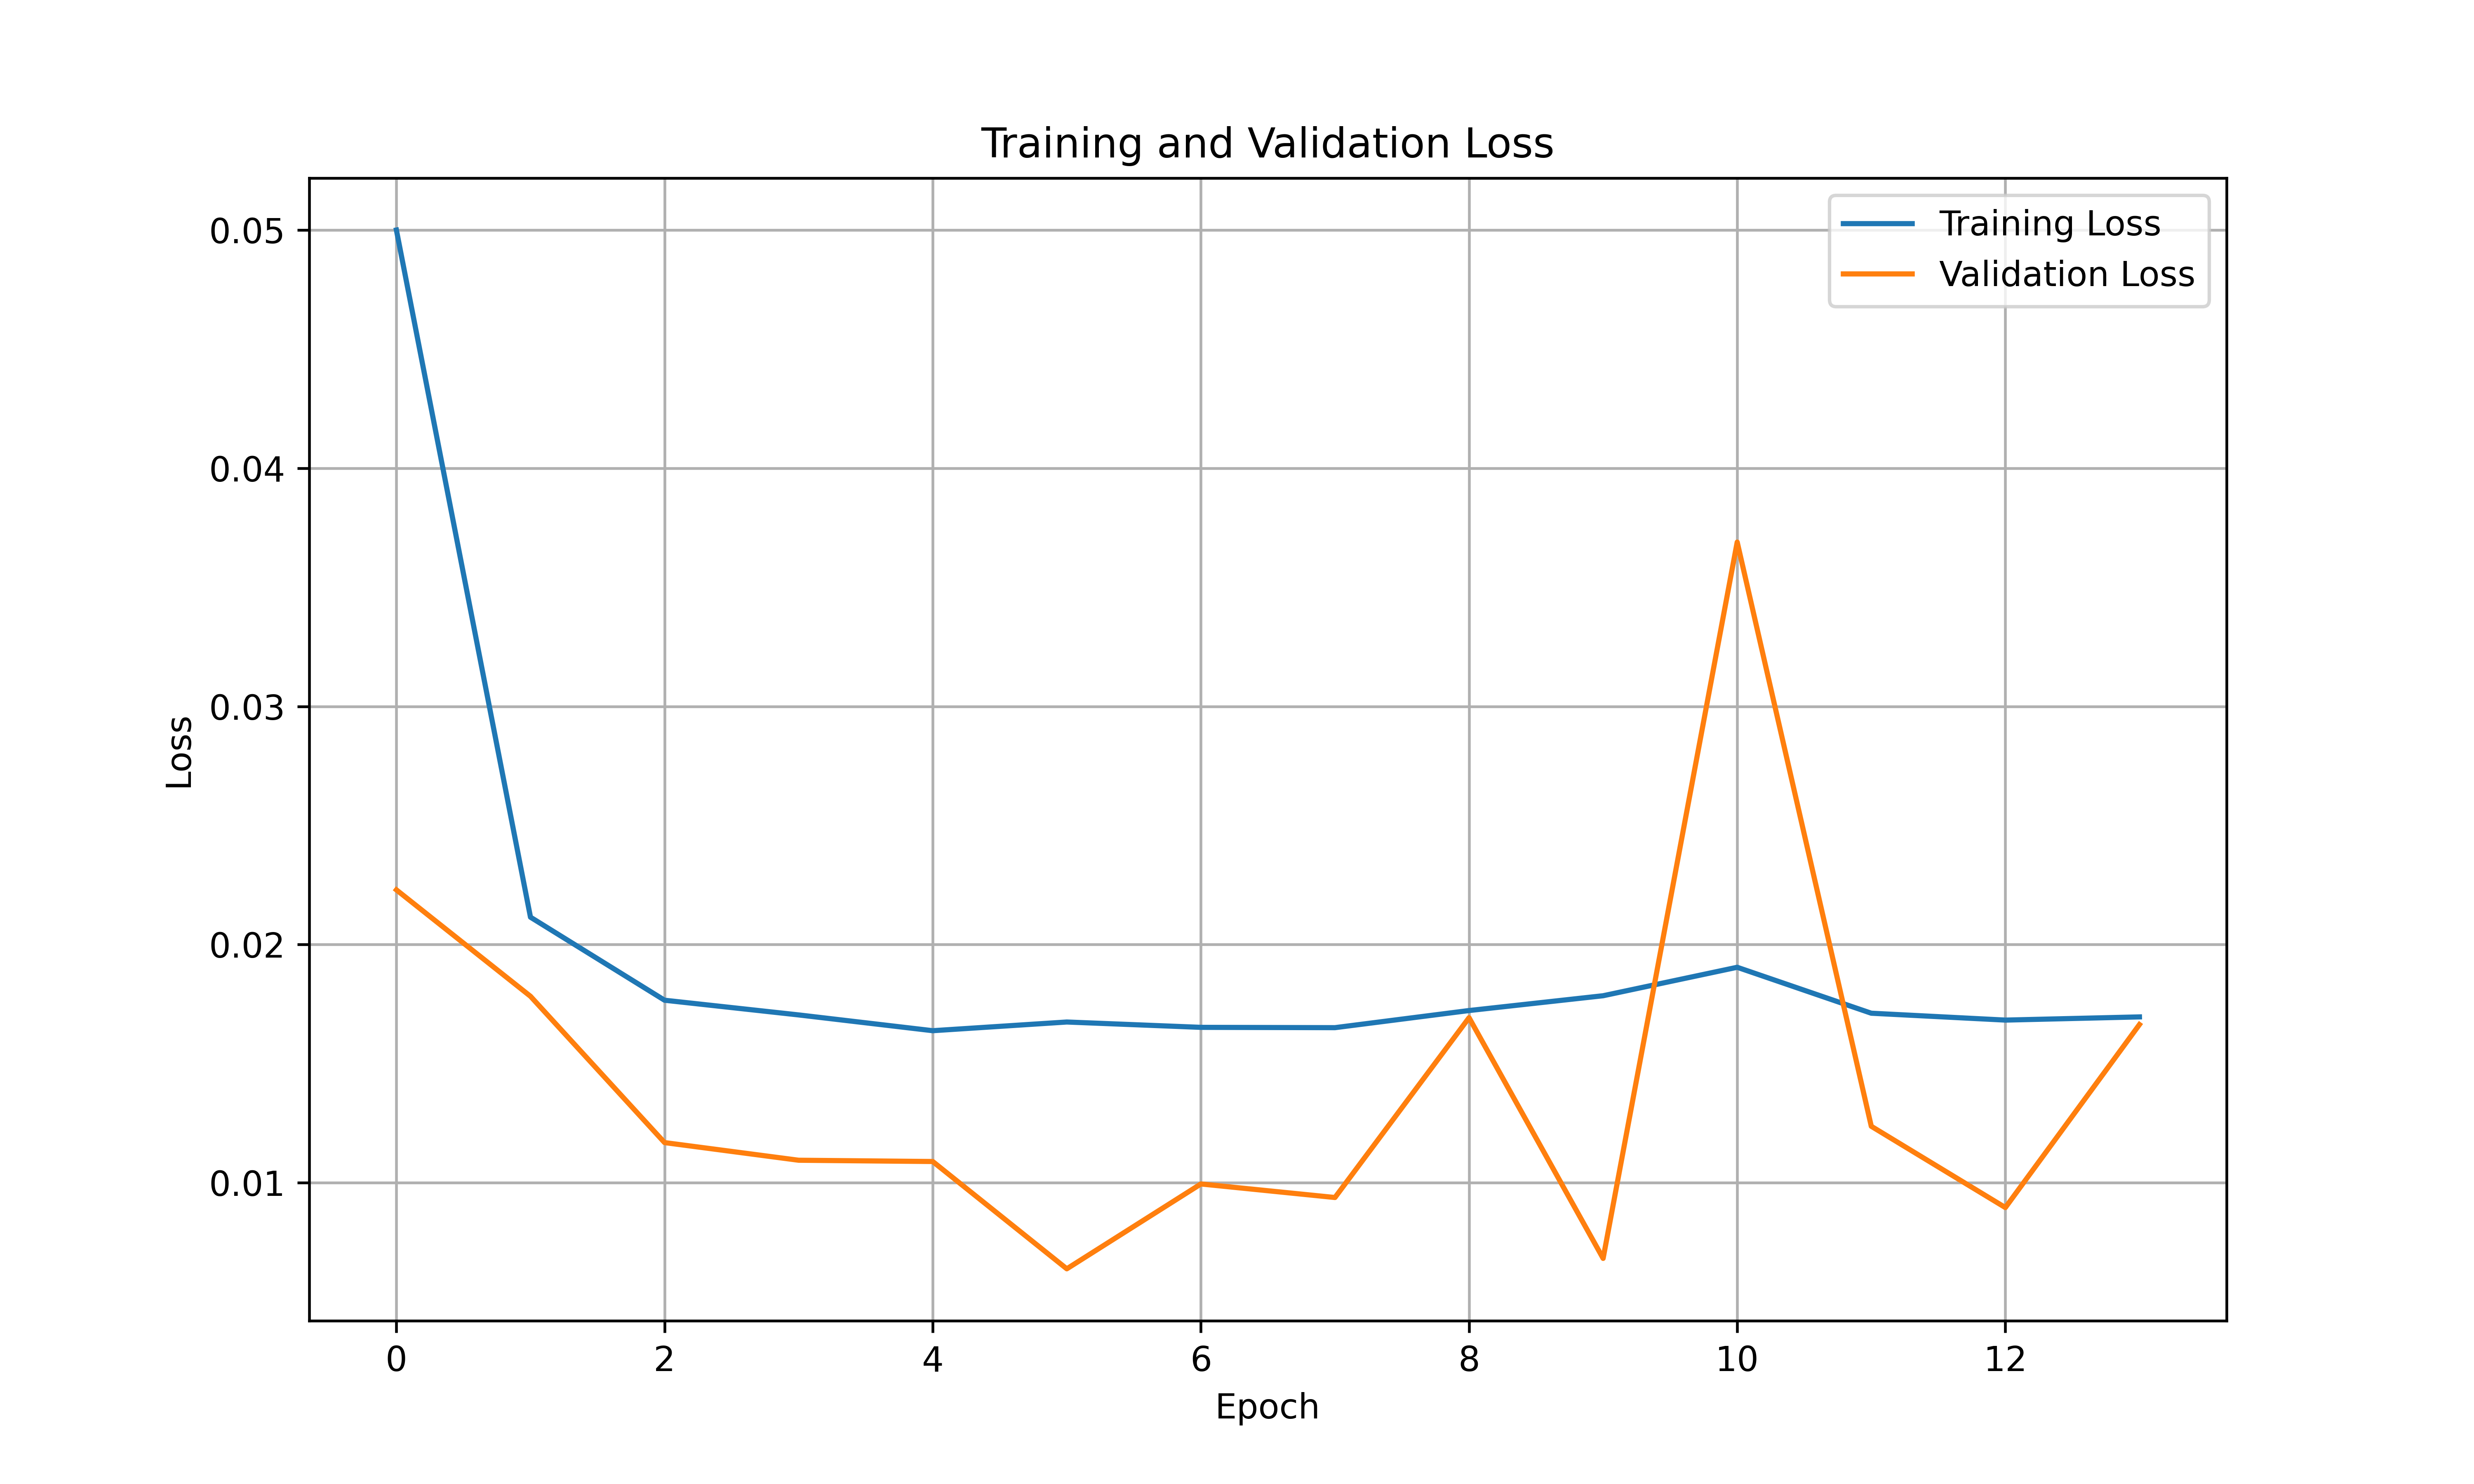 Training and Validation Loss
Training Loss
Validation Loss
0.05
0.04
0.03
0.02
0.01
Loss
0 2 4 6 8 10 12
Epoch